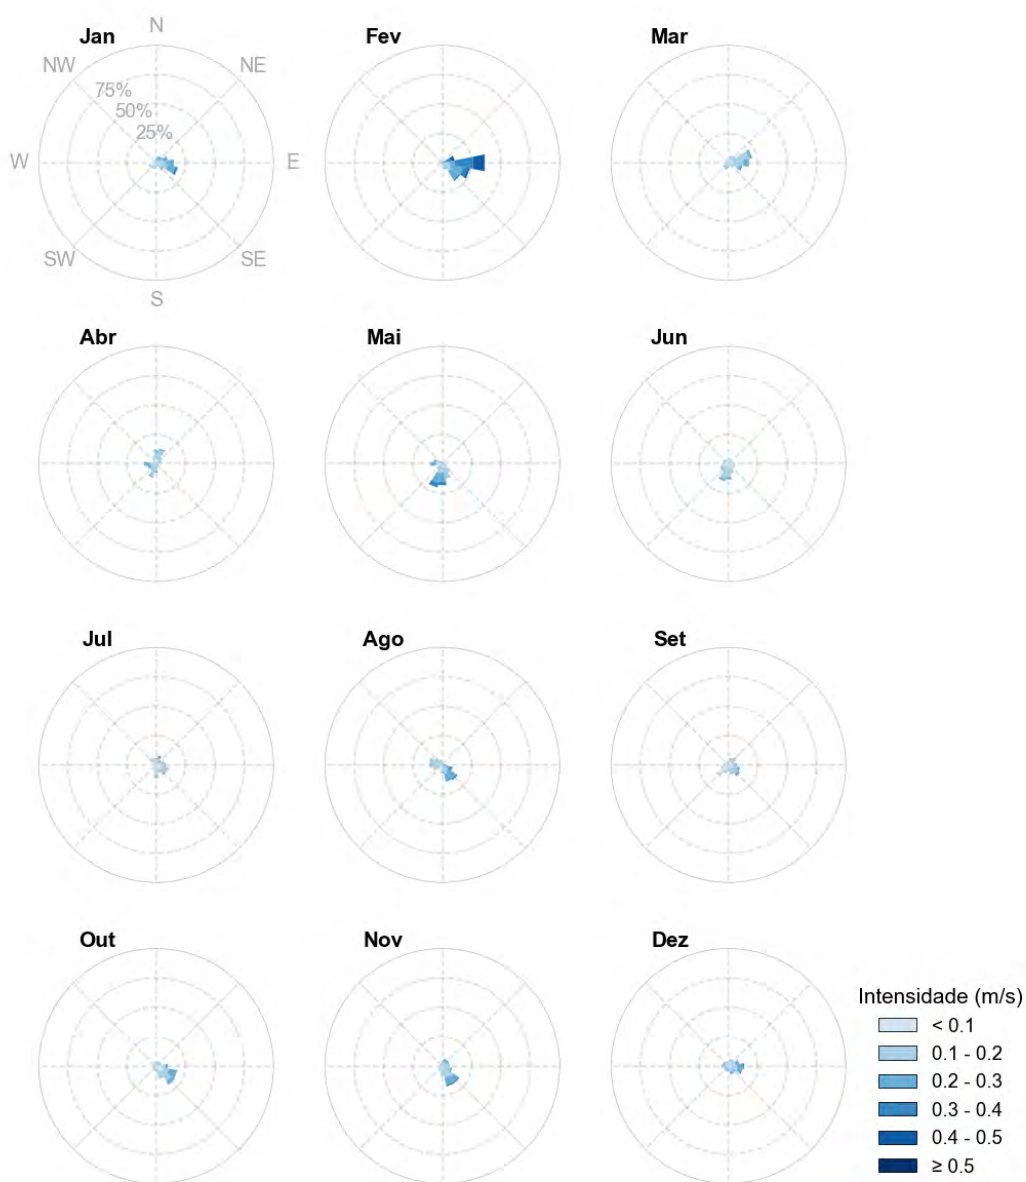 Jan
N
Fev
Mar
NW
NE
75%
50%
25%
W
E
SW
SE
S
Abr
Mai
Jun
Jul
Ago
Set
Out
Nov
Dez
Intensidade (m/s)
< 0.1
0.1 - 0.2
0.2 - 0.3
0.3 - 0.4
0.4 - 0.5
≥ 0.5